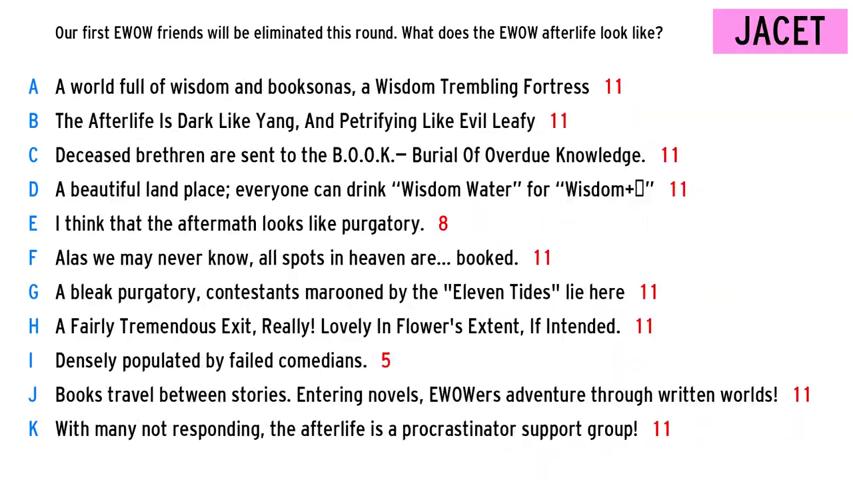 Our first EWOW friends will be eliminated this round. What does the EWOW afterlife look like?
JACET
A A world full of wisdom and booksonas, a Wisdom Trembling Fortress 11
B The Afterlife Is Dark Like Yang, And Petrifying Like Evil Leafy 11
C Deceased brethren are sent to the B.O.O.K.– Burial Of Overdue Knowledge. 11
D A beautiful land place; everyone can drink “Wisdom Water” for “Wisdom+▯” 11
E I think that the aftermath looks like purgatory. 8
F Alas we may never know, all spots in heaven are... booked. 11
G A bleak purgatory, contestants marooned by the "Eleven Tides" lie here 11
H A Fairly Tremendous Exit, Really! Lovely In Flower's Extent, If Intended. 11
I Densely populated by failed comedians. 5
J Books travel between stories. Entering novels, EWOWers adventure through written worlds! 11
K With many not responding, the afterlife is a procrastinator support group! 11